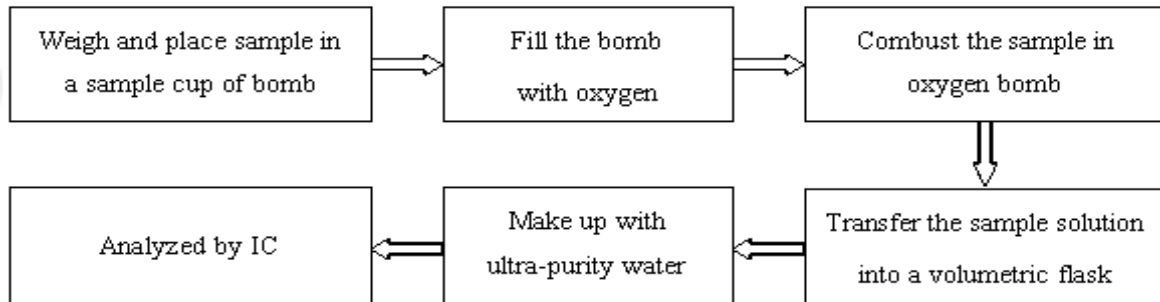 Weigh and place sample in
a sample cup of bomb
Fill the bomb
with oxygen
Combust the sample in
oxygen bomb
Transfer the sample solution
into a volumetric flask
Make up with
ultra-purity water
Analyzed by IC